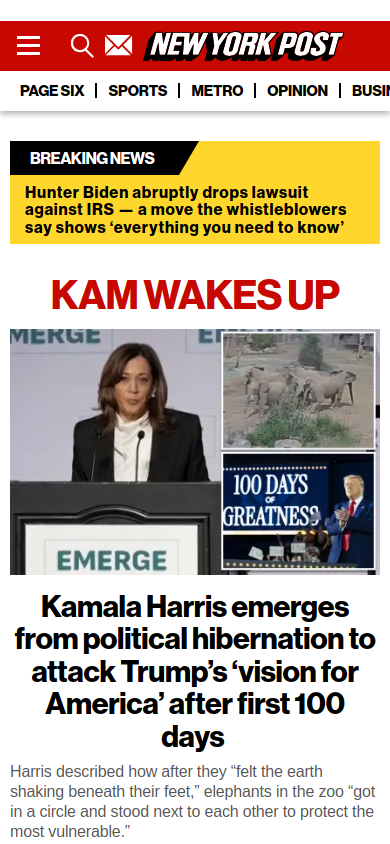 NEW YORK POST
PAGE SIX
SPORTS
METRO
OPINION
BREAKING NEWS
Hunter Biden abruptly drops lawsuit
against IRS — a move the whistleblowers
say shows ‘everything you need to know’
KAM WAKES UP
EMERGE
100 DAYS
OF
GREATNESS
Kamala Harris emerges
from political hibernation to
attack Trump’s ‘vision for
America’ after first 100
days
Harris described how after they “felt the earth
shaking beneath their feet,” elephants in the zoo “got
in a circle and stood next to each other to protect the
most vulnerable.”